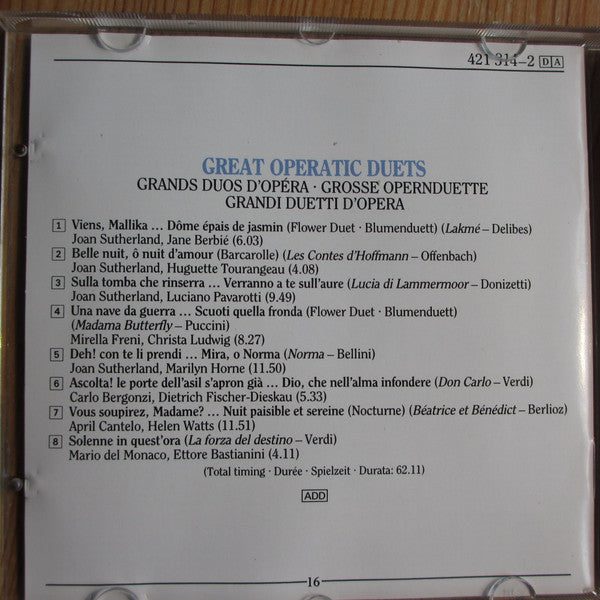 421 314-2 DA
GREAT OPERATIC DUETS
GRANDS DUOS D'OPÉRA · GROSSE OPERNDUETTE
GRANDI DUETTI D'OPERA
1 Viens, Mallika ... Dôme épais de jasmin (Flower Duet · Blumenduett) (Lakmé – Delibes)
Joan Sutherland, Jane Berbié (6.03)
2 Belle nuit, ô nuit d'amour (Barcarolle) (Les Contes d'Hoffmann – Offenbach)
Joan Sutherland, Huguette Tourangeau (4.08)
3 Sulla tomba che rinserra ... Verranno a te sull'aure (Lucia di Lammermoor – Donizetti)
Joan Sutherland, Luciano Pavarotti (9.49)
4 Una nave da guerra ... Scuoti quella fronda (Flower Duet · Blumenduett)
(Madama Butterfly – Puccini)
Mirella Freni, Christa Ludwig (8.27)
5 Deh! con te li prendi ... Mira, o Norma (Norma – Bellini)
Joan Sutherland, Marilyn Horne (11.50)
6 Ascolta! le porte dell'asil s'apron già ... Dio, che nell'alma infondere (Don Carlo – Verdi)
Carlo Bergonzi, Dietrich Fischer-Dieskau (5.33)
7 Vous soupirez, Madame? ... Nuit paisible et sereine (Nocturne) (Béatrice et Bénédict – Berlioz)
April Cantelo, Helen Watts (11.51)
8 Solenne in quest'ora (La forza del destino – Verdi)
Mario del Monaco, Ettore Bastianini (4.11)
(Total timing · Durée · Spielzeit · Durata: 62.11)
ADD
16